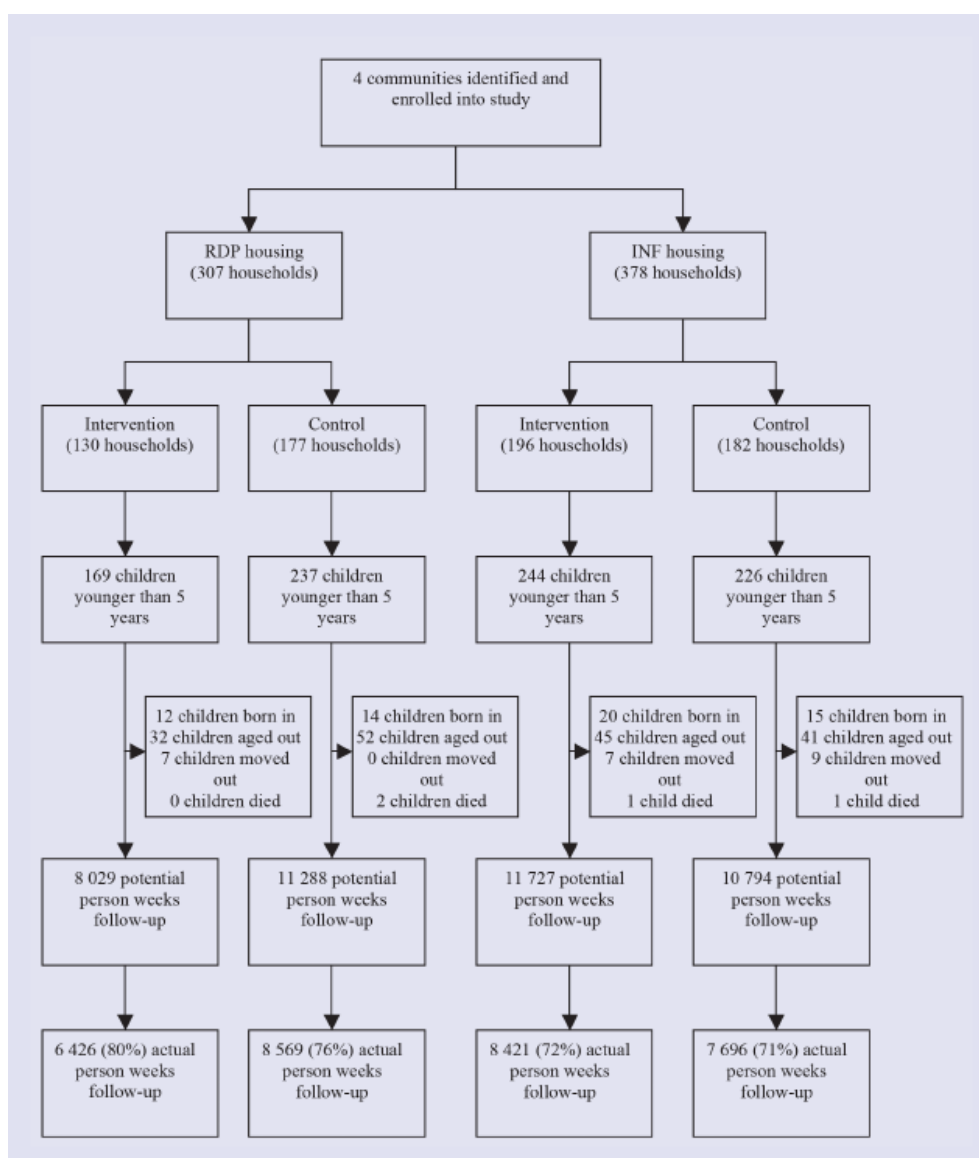 4 communities identified and
enrolled into study
RDP housing
(307 households)
INF housing
(378 households)
Intervention
(130 households)
Control
(177 households)
Intervention
(196 households)
Control
(182 households)
169 children
younger than 5
years
237 children
younger than 5
years
244 children
younger than 5
years
226 children
younger than 5
years
12 children born in
32 children aged out
7 children moved
out
0 children died
14 children born in
52 children aged out
0 children moved
out
2 children died
20 children born in
45 children aged out
7 children moved
out
1 child died
15 children born in
41 children aged out
9 children moved
out
1 child died
8 029 potential
person weeks
follow-up
11 288 potential
person weeks
follow-up
11 727 potential
person weeks
follow-up
10 794 potential
person weeks
follow-up
6 426 (80%) actual
person weeks
follow-up
8 569 (76%) actual
person weeks
follow-up
8 421 (72%) actual
person weeks
follow-up
7 696 (71%) actual
person weeks
follow-up